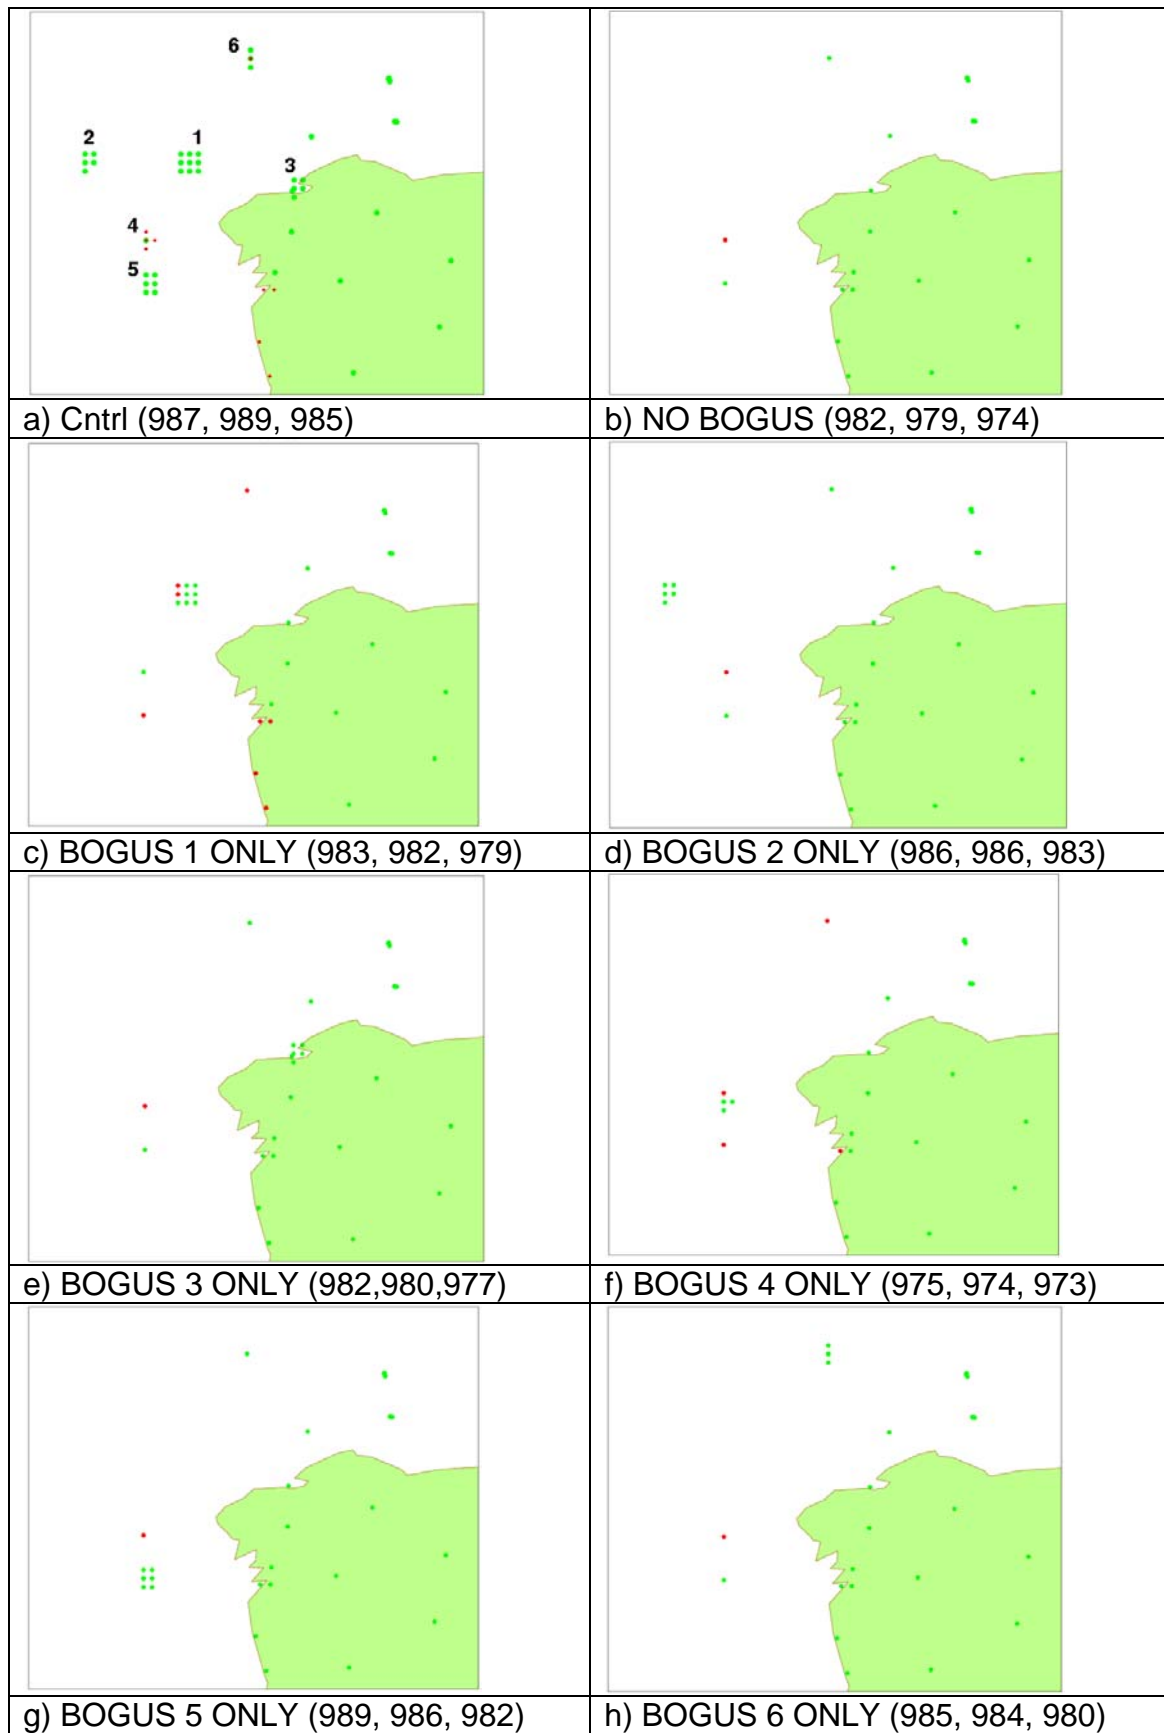 6
2
1
3
4
5
a) Cntrl (987, 989, 985)
b) NO BOGUS (982, 979, 974)
c) BOGUS 1 ONLY (983, 982, 979)
d) BOGUS 2 ONLY (986, 986, 983)
e) BOGUS 3 ONLY (982,980,977)
f) BOGUS 4 ONLY (975, 974, 973)
g) BOGUS 5 ONLY (989, 986, 982)
h) BOGUS 6 ONLY (985, 984, 980)